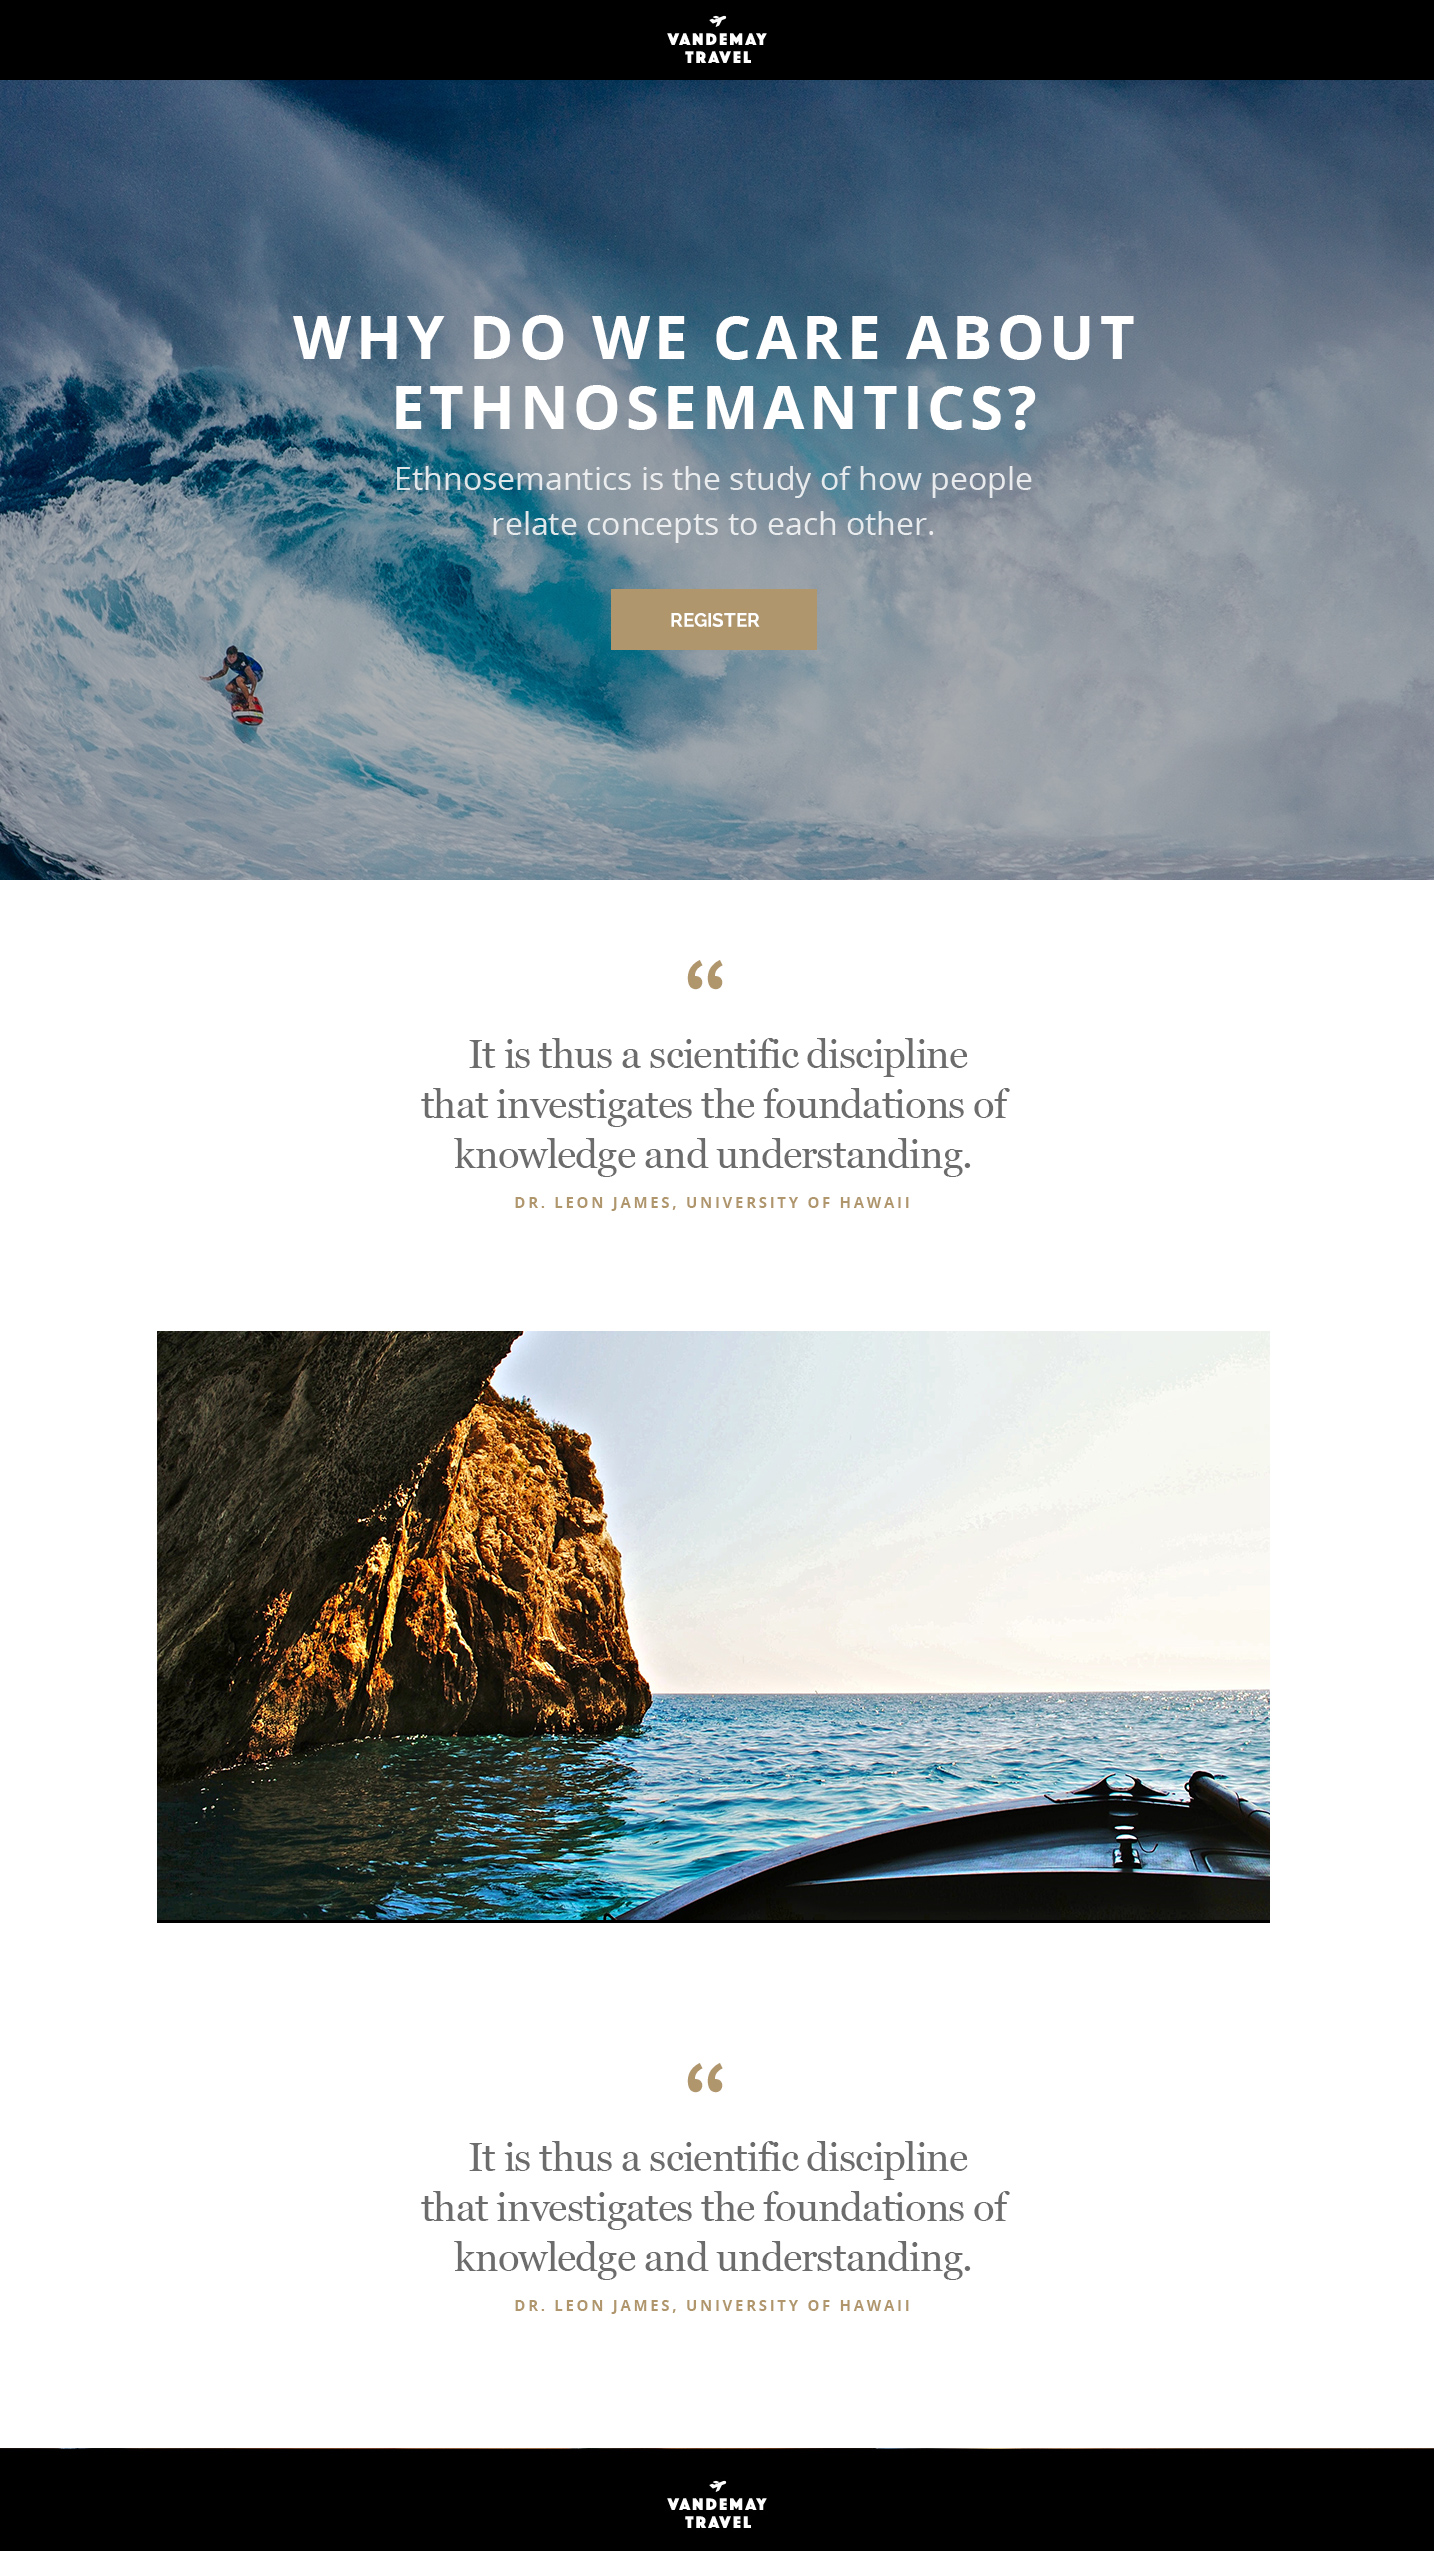 VANDEMAY
TRAVEL
WHY DO WE CARE ABOUT
ETHNOSEMANTICS?
Ethnosemantics is the study of how people
relate concepts to each other.
REGISTER
“
It is thus a scientific discipline
that investigates the foundations of
knowledge and understanding.
DR. LEON JAMES, UNIVERSITY OF HAWAII
“
It is thus a scientific discipline
that investigates the foundations of
knowledge and understanding.
DR. LEON JAMES, UNIVERSITY OF HAWAII
VANDEMAY
TRAVEL